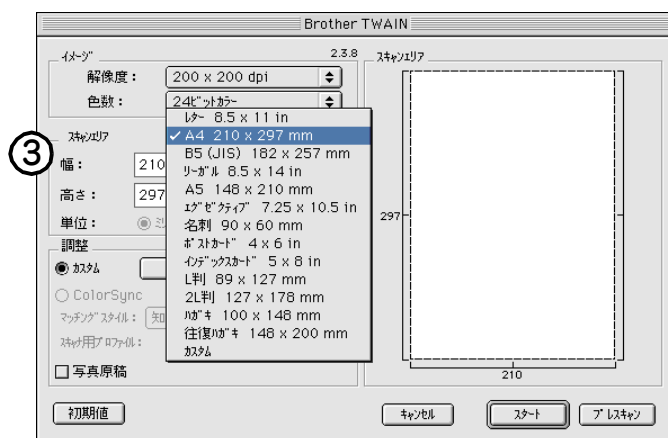 Brother TWAIN
ｲﾒｰｼﾞ
2.3.8
解像度：
200 x 200 dpi
色数：
24ﾋﾞｯﾄｶﾗｰ
ｽｷｬﾝｴﾘｱ
③
幅：
210
高さ：
297
単位：
ﾚﾀｰ 8.5 x 11 in
✓ A4 210 x 297 mm
B5 (JIS) 182 x 257 mm
ﾘｰｶﾞﾙ 8.5 x 14 in
A5 148 x 210 mm
ｴｸﾞｾﾞｸﾃｨﾌﾞ 7.25 x 10.5 in
名刺 90 x 60 mm
ﾎﾟｽﾄｶｰﾄﾞ 4 x 6 in
ｲﾝﾃﾞｯｸｽｶｰﾄﾞ 5 x 8 in
L判 89 x 127 mm
2L判 127 x 178 mm
ﾊｶﾞｷ 100 x 148 mm
往復ﾊｶﾞｷ 148 x 200 mm
ｶｽﾀﾑ
調整
ｶｽﾀﾑ
ColorSync
ﾏｯﾁﾝｸﾞｽﾀｲﾙ：
知
ｽｷｬﾅ用ﾌﾟﾛﾌｧｲﾙ：
写真原稿
ｽｷｬﾝｴﾘｱ
297
210
初期値
ｷｬﾝｾﾙ
ｽﾀｰﾄ
ﾌﾟﾚｽｷｬﾝ